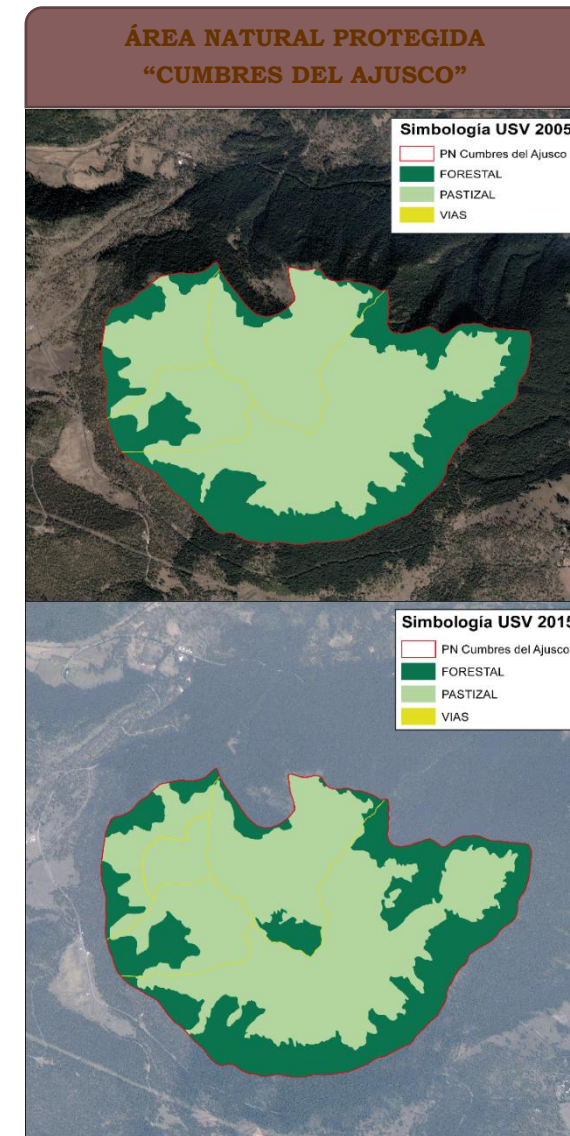 ÁREA NATURAL PROTEGIDA
“CUMBRES DEL AJUSCO”
Simbología USV 2005
PN Cumbres del Ajusco
FORESTAL
PASTIZAL
VIAS
Simbología USV 2015
PN Cumbres del Ajusco
FORESTAL
PASTIZAL
VIAS